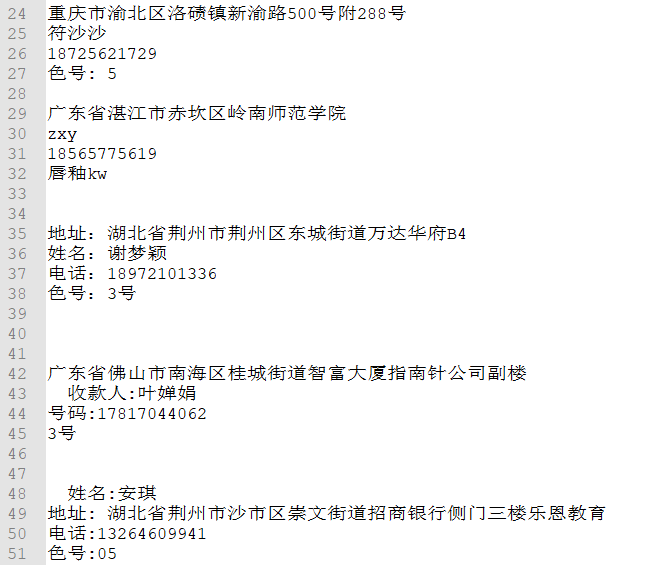 24 重庆市渝北区洛碛镇新渝路500号附288号
25 符沙沙
26 18725621729
27 色号: 5
28
29 广东省湛江市赤坎区岭南师范学院
30 zxy
31 18565775619
32 唇釉kw
33
34
35 地址: 湖北省荆州市荆州区东城街道万达华府B4
36 姓名: 谢梦颖
37 电话: 18972101336
38 色号: 3号
39
40
41
42 广东省佛山市南海区桂城街道智富大厦指南针公司副楼
43 收款人:叶婵娟
44 号码:17817044062
45 3号
46
47
48 姓名:安琪
49 地址: 湖北省荆州市沙市区崇文街道招商银行侧门三楼乐恩教育
50 电话:13264609941
51 色号:05